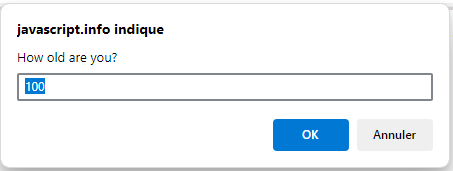 javascript.info indique
How old are you?
100
OK
Annuler